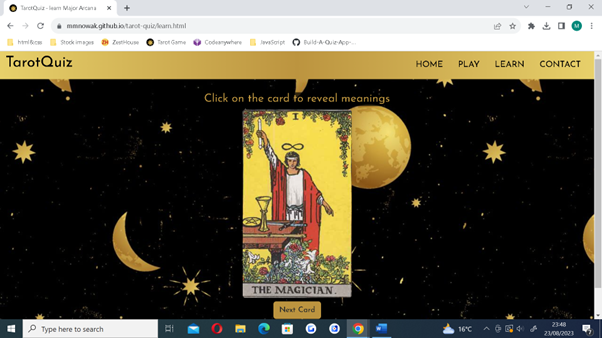 TarotQuiz - learn Major Arcana
mmnowak.github.io/tarot-quiz/learn.html
M
html&css
Stock images
ZeetHouse
Tarot Game
Codeanywhere
JavaScript
Build-A-Quiz-App-...
TarotQuiz
HOME PLAY LEARN CONTACT
Click on the card to reveal meanings
I
THE MAGICIAN.
Next Card
Type here to search
16°C
23:48
23/08/2023